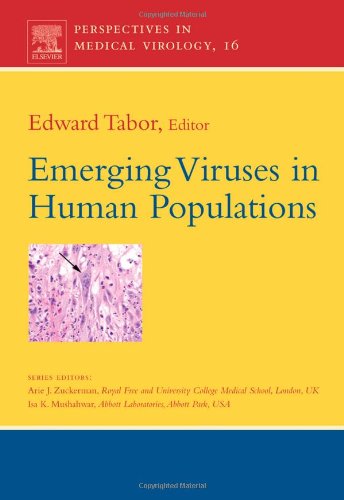 PERSPECTIVES IN
MEDICAL VIROLOGY, 16
ELSEVIER
Edward Tabor, Editor
Emerging Viruses in
Human Populations
SERIES EDITORS:
Arie J. Zuckerman, Royal Free and University College Medical School, London, UK
Isa K. Mushahwar, Abbott Laboratories, Abbott Park, USA